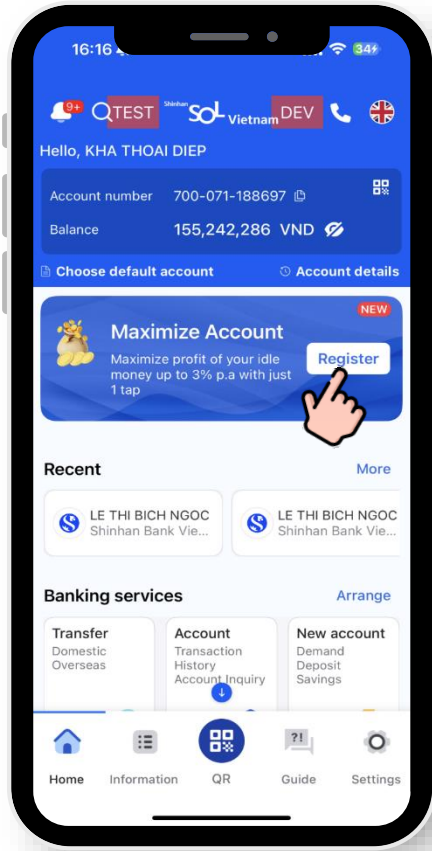 16:16
34
9+
TEST
Shinhan SOL Vietnam
DEV
Hello, KHA THOAI DIEP
Account number 700-071-188697
Balance 155,242,286 VND
Choose default account
Account details
NEW
Maximize Account
Maximize profit of your idle
money up to 3% p.a with just
1 tap
Register
Recent
More
LE THI BICH NGOC
Shinhan Bank Vie...
LE THI BICH NGOC
Shinhan Bank Vie...
Banking services
Arrange
Transfer
Domestic
Overseas
Account
Transaction
History
Account Inquiry
New account
Demand
Deposit
Savings
?!
Home
Information
QR
Guide
Settings